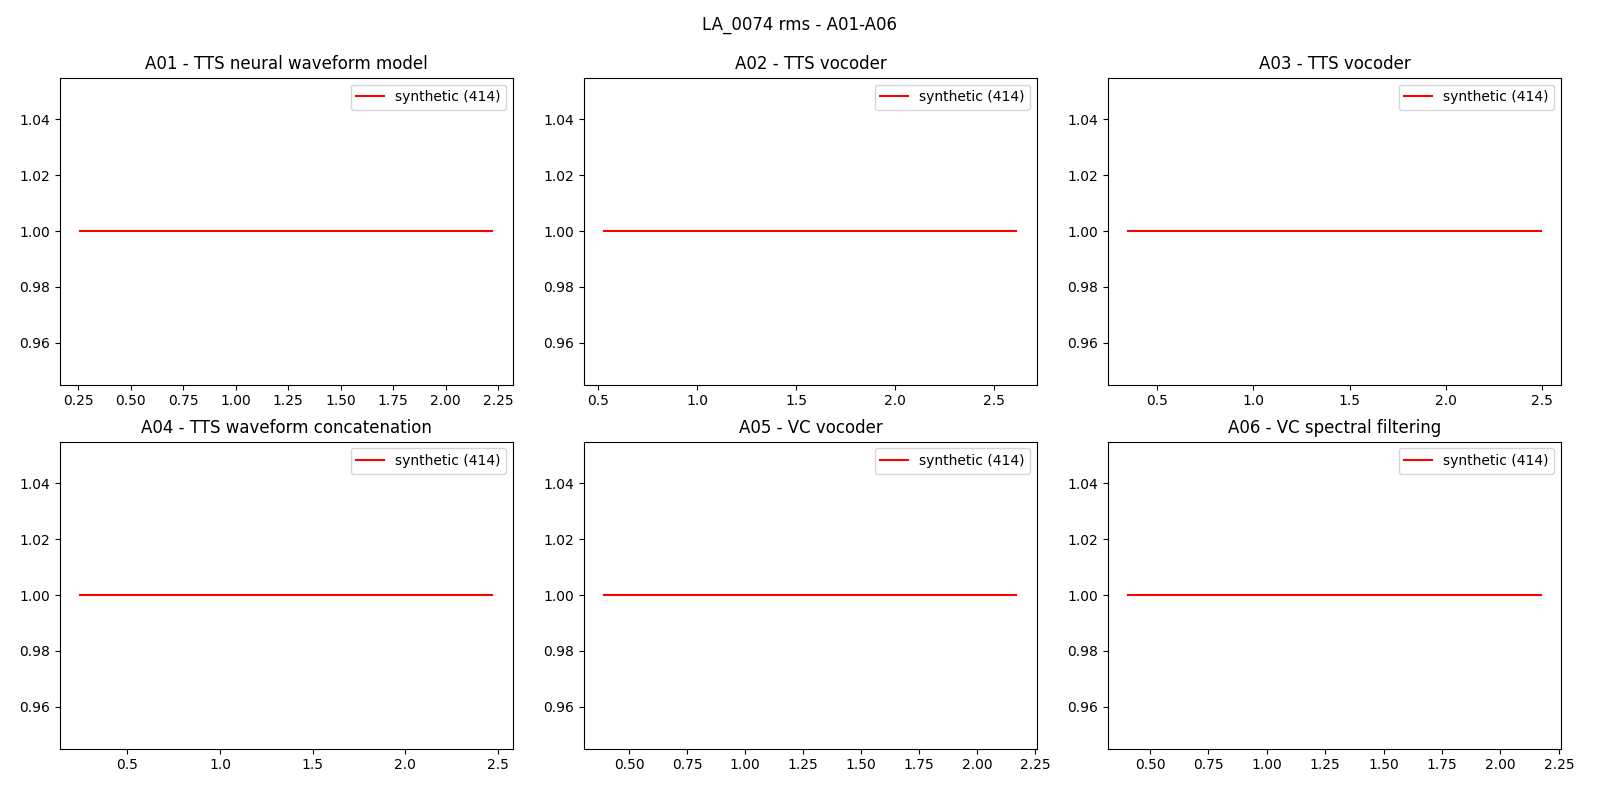 LA_0074 rms - A01-A06
A01 - TTS neural waveform model
synthetic (414)
1.04
1.02
1.00
0.98
0.96
0.25 0.50 0.75 1.00 1.25 1.50 1.75 2.00 2.25
A02 - TTS vocoder
synthetic (414)
1.04
1.02
1.00
0.98
0.96
0.5 1.0 1.5 2.0 2.5
A03 - TTS vocoder
synthetic (414)
1.04
1.02
1.00
0.98
0.96
0.5 1.0 1.5 2.0 2.5
A04 - TTS waveform concatenation
synthetic (414)
1.04
1.02
1.00
0.98
0.96
0.5 1.0 1.5 2.0 2.5
A05 - VC vocoder
synthetic (414)
1.04
1.02
1.00
0.98
0.96
0.50 0.75 1.00 1.25 1.50 1.75 2.00 2.25
A06 - VC spectral filtering
synthetic (414)
1.04
1.02
1.00
0.98
0.96
0.50 0.75 1.00 1.25 1.50 1.75 2.00 2.25